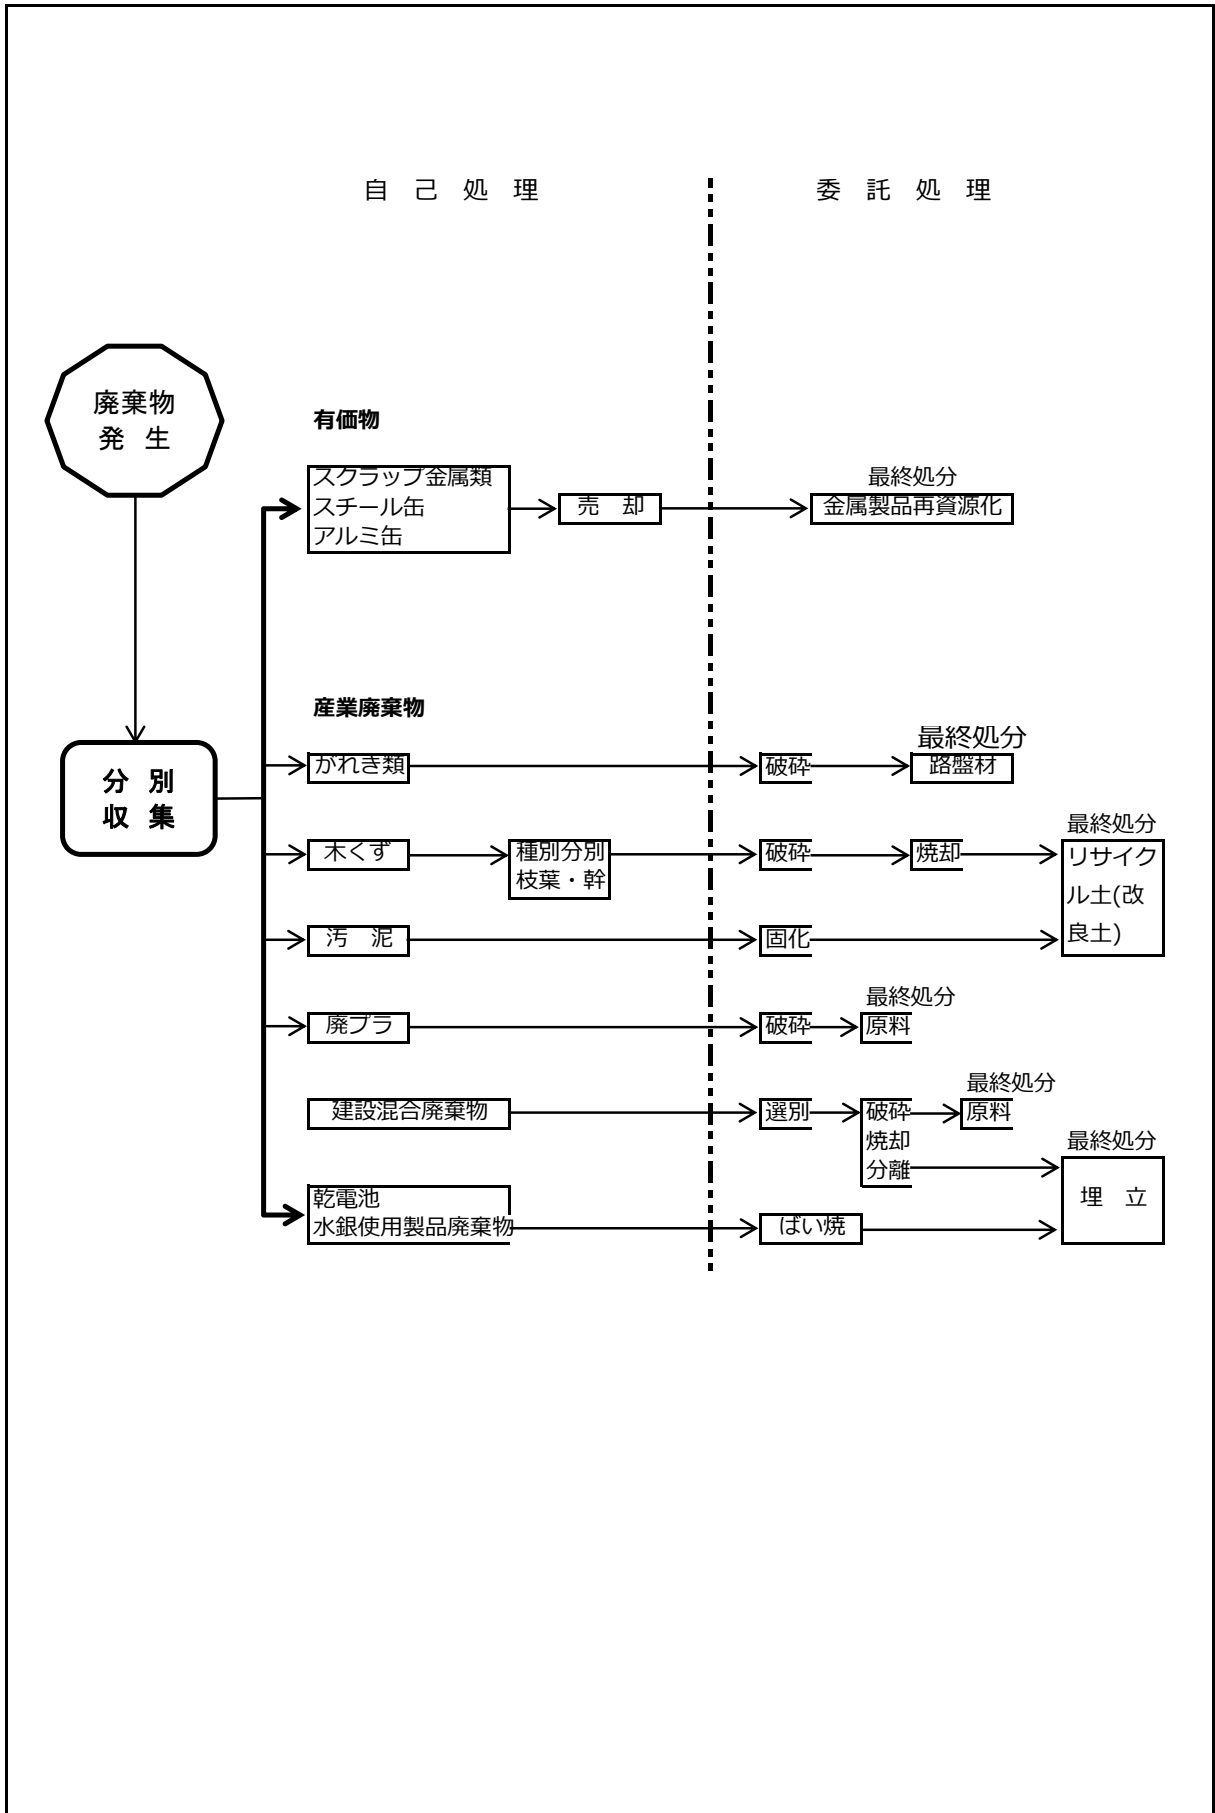 自　己　処　理
委　託　処　理
廃棄物
発　生
有価物
スクラップ金属類
スチール缶
アルミ缶
売　却
最終処分
金属製品再資源化
産業廃棄物
分　別
収　集
がれき類
破砕
最終処分
路盤材
木くず
種別分別
枝葉・幹
破砕
焼却
最終処分
リサイク
ル土(改
良土)
汚　泥
固化
廃プラ
破砕
最終処分
原料
建設混合廃棄物
選別
破砕
焼却
分離
最終処分
原料
最終処分
埋　立
乾電池
水銀使用製品廃棄物
ばい焼